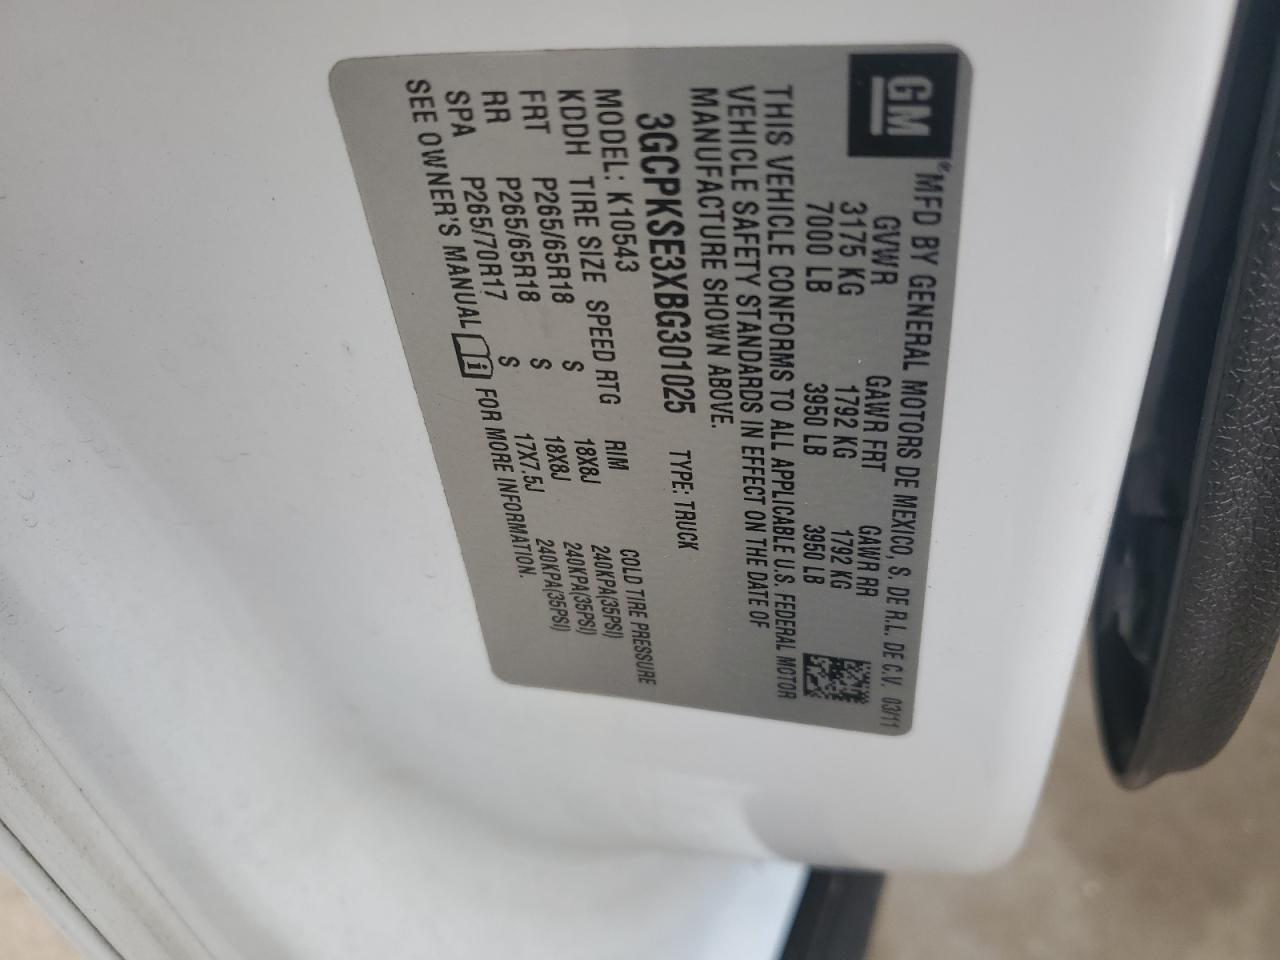 GM
*MFD BY GENERAL MOTORS DE MEXICO, S. DE R.L. DE C.V. 03/11
GVWR GAWR FRT GAWR RR
3175 KG 1792 KG 1792 KG
7000 LB 3950 LB 3950 LB
THIS VEHICLE CONFORMS TO ALL APPLICABLE U.S. FEDERAL MOTOR
VEHICLE SAFETY STANDARDS IN EFFECT ON THE DATE OF
MANUFACTURE SHOWN ABOVE.
3GCPKSE3XBG301025 TYPE: TRUCK
MODEL: K10543
KDDH TIRE SIZE SPEED RTG RIM COLD TIRE PRESSURE
FRT P265/65R18 S 18X8J 240KPA(35PSI)
RR P265/65R18 S 18X8J 240KPA(35PSI)
SPA P265/70R17 S 17X7.5J 240KPA(35PSI)
SEE OWNER'S MANUAL i FOR MORE INFORMATION.